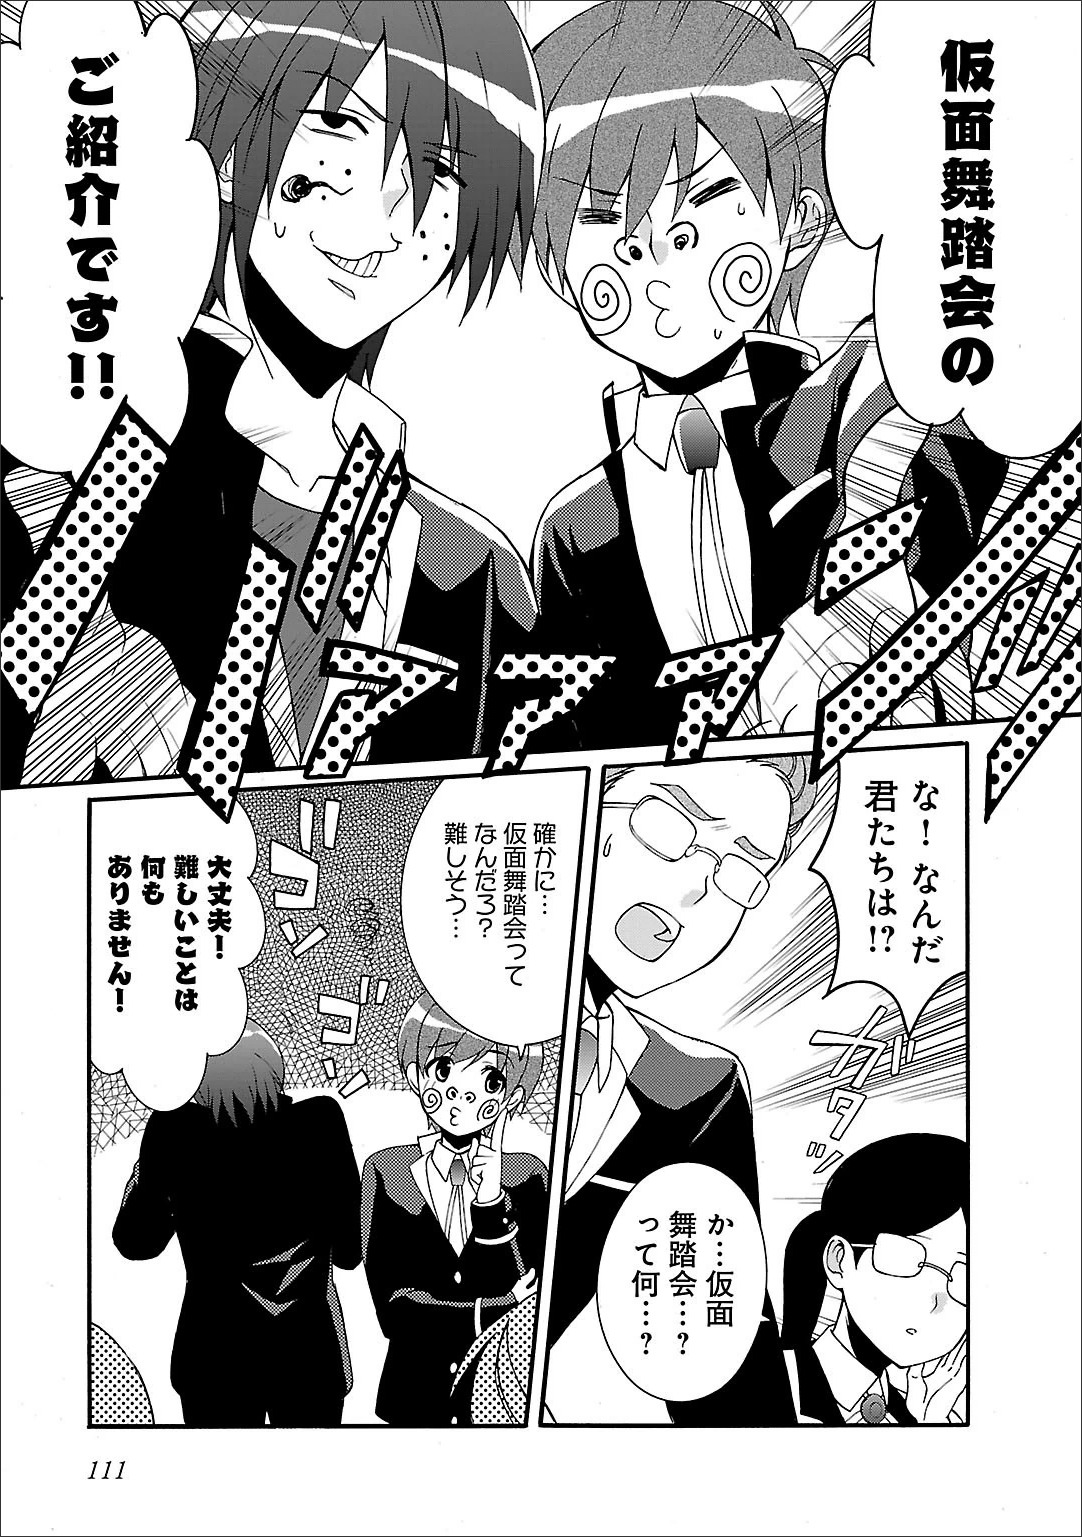 仮面舞踏会の
ご紹介です!!
バァァァーーーン
な!なんだ
君たちは!?
ガタッ
か…仮面
舞踏会…?
って何…?
確かに…
仮面舞踏会って
なんだろ?
難しそう…
ゴゴゴ
大丈夫!
難しいことは
何も
ありません!
111